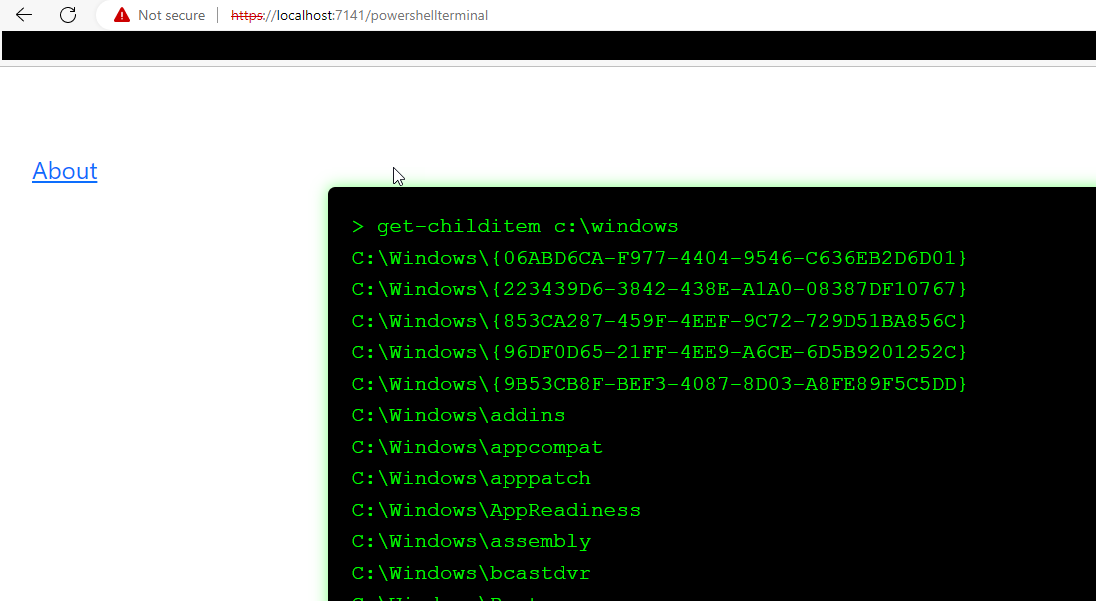 Not secure https://localhost:7141/powershellterminal
About
> get-childitem c:\windows
C:\Windows\{06ABD6CA-F977-4404-9546-C636EB2D6D01}
C:\Windows\{223439D6-3842-438E-A1A0-08387DF10767}
C:\Windows\{853CA287-459F-4EEF-9C72-729D51BA856C}
C:\Windows\{96DF0D65-21FF-4EE9-A6CE-6D5B9201252C}
C:\Windows\{9B53CB8F-BEF3-4087-8D03-A8FE89F5C5DD}
C:\Windows\addins
C:\Windows\appcompat
C:\Windows\apppatch
C:\Windows\AppReadiness
C:\Windows\assembly
C:\Windows\bcastdvr